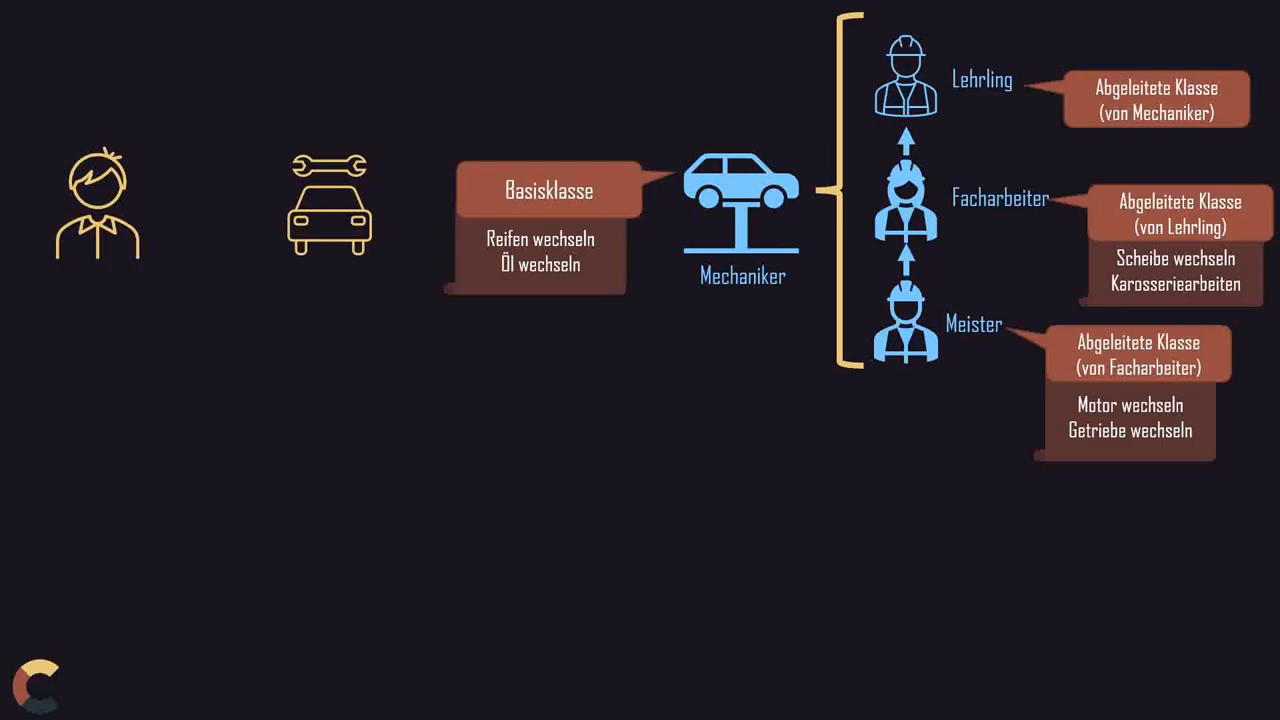 Lehrling
Abgeleitete Klasse
(von Mechaniker)
Basisklasse
Reifen wechseln
Öl wechseln
Mechaniker
Facharbeiter
Abgeleitete Klasse
(von Lehrling)
Scheibe wechseln
Karosseriearbeiten
Meister
Abgeleitete Klasse
(von Facharbeiter)
Motor wechseln
Getriebe wechseln